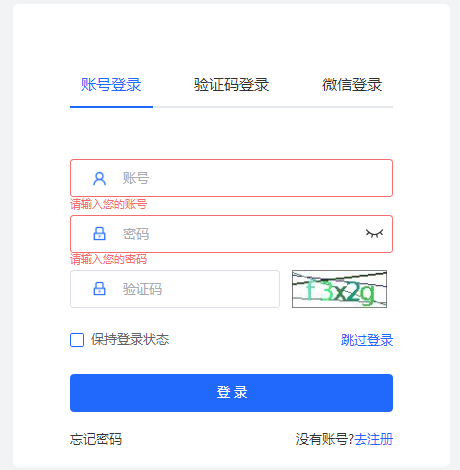 账号登录 验证码登录 微信登录
账号
请输入您的账号
密码
请输入您的密码
验证码 f3x2g
保持登录状态 跳过登录
登 录
忘记密码 没有账号?去注册